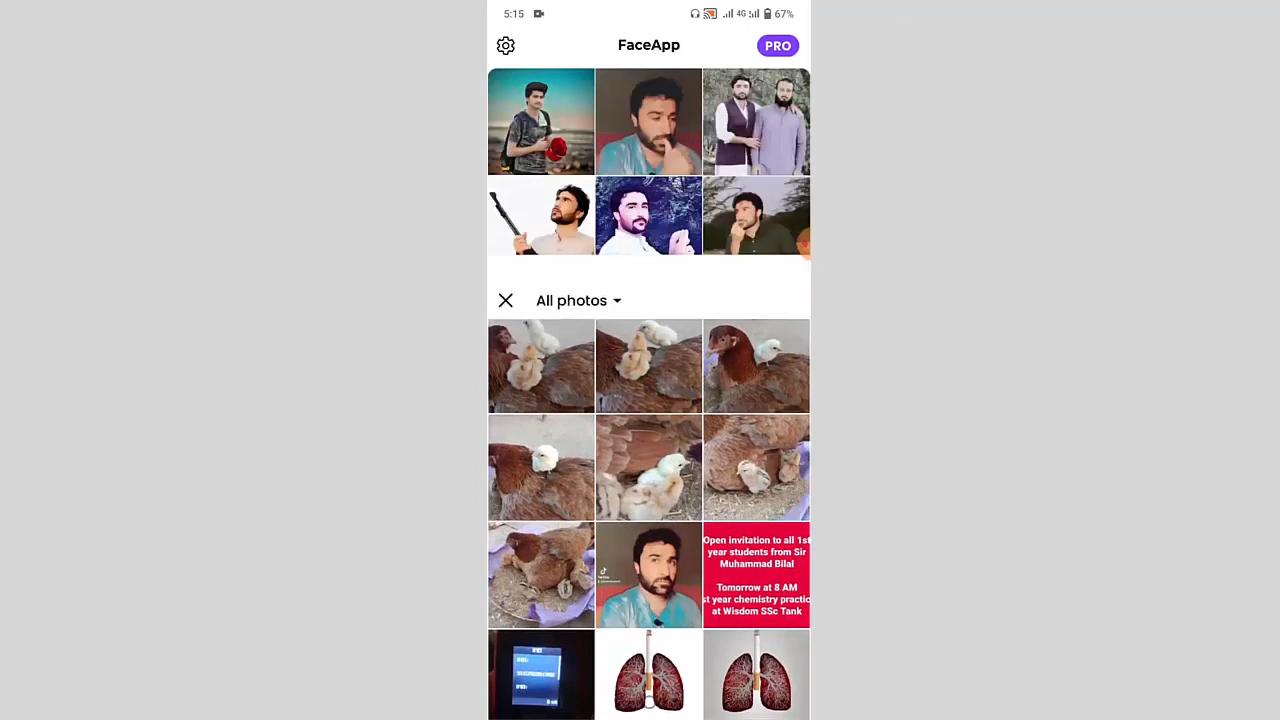 5:15 4G 67%
FaceApp PRO
All photos
Open invitation to all 1st
year students from Sir
Muhammad Bilal
Tomorrow at 8 AM
st year chemistry practic
at Wisdom SSc Tank